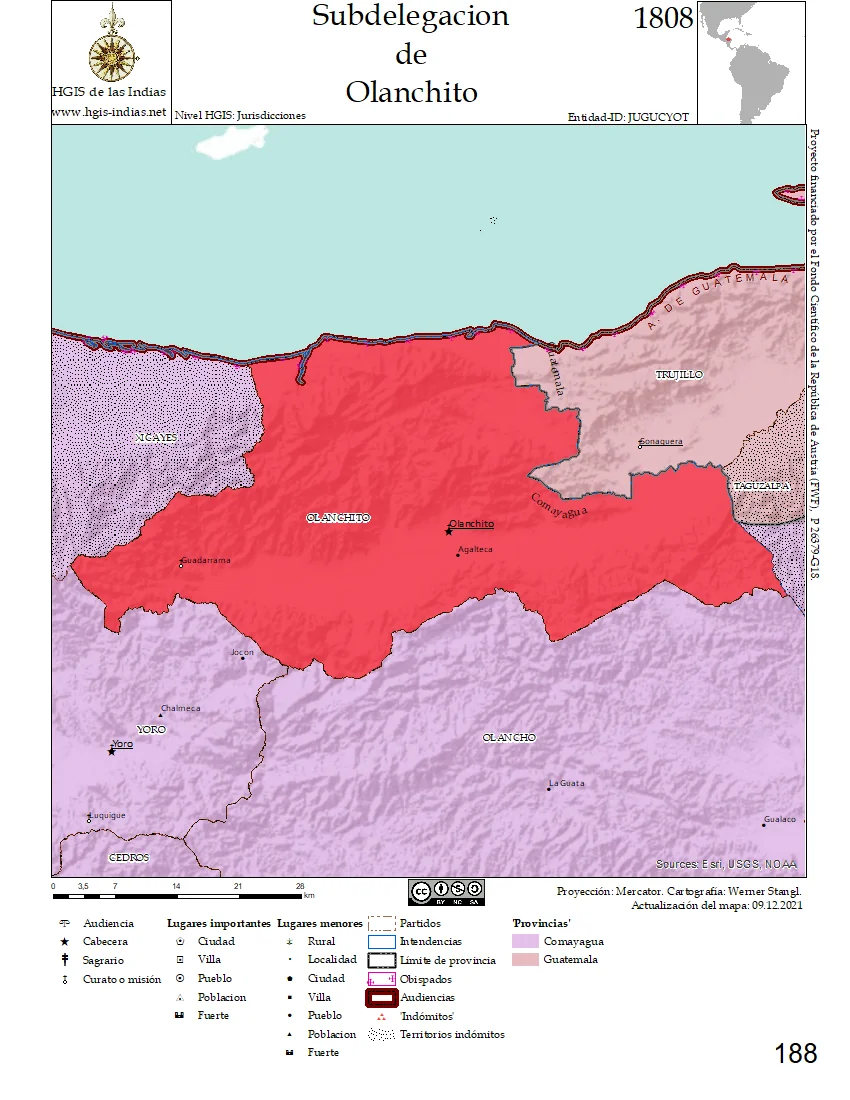 Subdelegacion
de
Olanchito
1808
HGIS de las Indias
www.hgis-indias.net
Nivel HGIS: Jurisdicciones
Entidad-ID: JUGUCYOT
Proyecto financiado por el Fondo Científico de la República de Austria (FWF), P 26379-G18.
A. DE GUATEMALA
Guatemala
TRUJILLO
XICAYES
Sonaguera
TAGUZALPA
Comayagua
OLANCHITO
Olanchito
Agalteca
Guadarrama
Jocon
Chalmeca
YORO
Yoro
OLANCHO
La Guata
Luquigue
Gualaco
CEDROS
Sources: Esri, USGS, NOAA
0 3,5 7 14 21 28
km
CC BY NC SA
Proyección: Mercator. Cartografía: Werner Stangl.
Actualización del mapa: 09.12.2021
Audiencia
Cabecera
Sagrario
Curato o misión
Lugares importantes
Ciudad
Villa
Pueblo
Poblacion
Fuerte
Lugares menores
Rural
Localidad
Ciudad
Villa
Pueblo
Poblacion
Fuerte
Partidos
Intendencias
Límite de provincia
Obispados
Audiencias
'Indómitos'
Territorios indómitos
'Provincias'
Comayagua
Guatemala
188